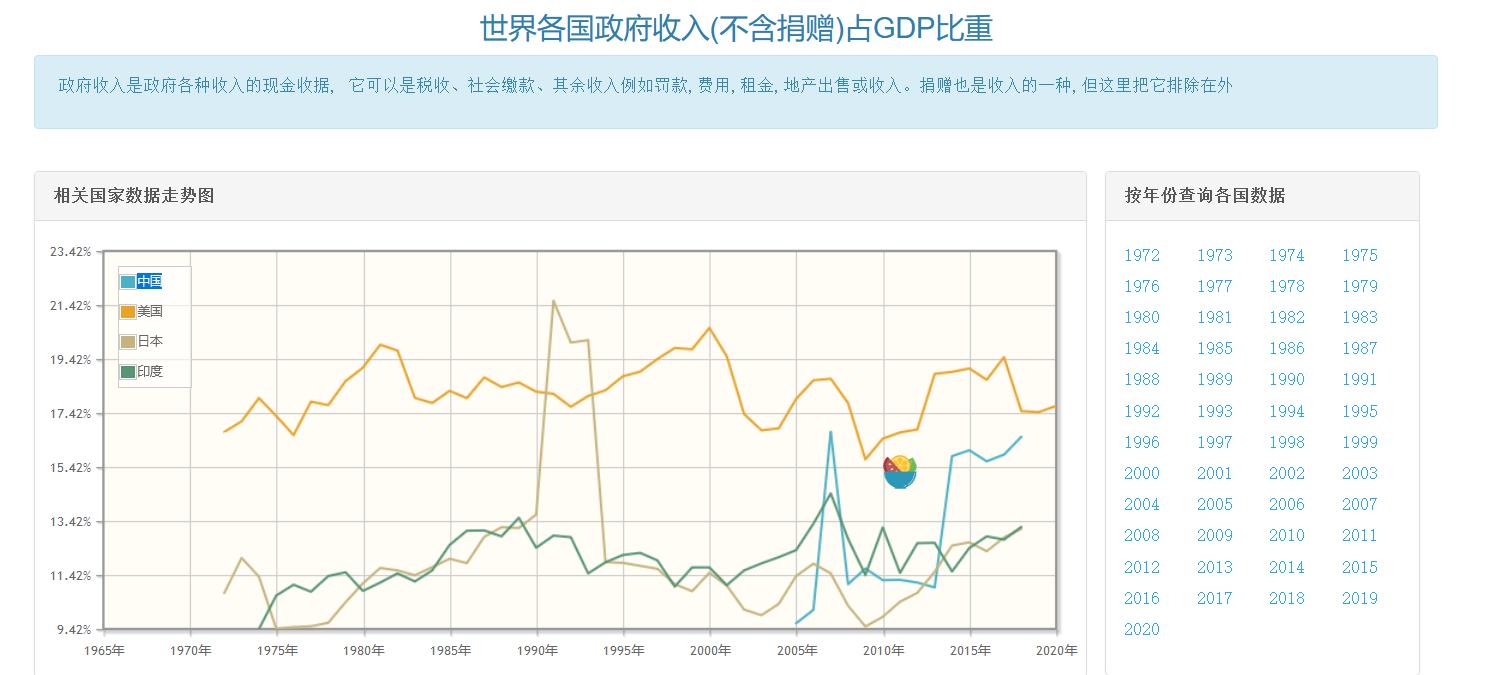 世界各国政府收入(不含捐赠)占GDP比重
政府收入是政府各种收入的现金收据, 它可以是税收、社会缴款、其余收入例如罚款,费用,租金,地产出售或收入。捐赠也是收入的一种,但这里把它排除在外
相关国家数据走势图
23.42%
21.42%
19.42%
17.42%
15.42%
13.42%
11.42%
9.42%
中国
美国
日本
印度
1965年 1970年 1975年 1980年 1985年 1990年 1995年 2000年 2005年 2010年 2015年 2020年
按年份查询各国数据
1972 1973 1974 1975
1976 1977 1978 1979
1980 1981 1982 1983
1984 1985 1986 1987
1988 1989 1990 1991
1992 1993 1994 1995
1996 1997 1998 1999
2000 2001 2002 2003
2004 2005 2006 2007
2008 2009 2010 2011
2012 2013 2014 2015
2016 2017 2018 2019
2020